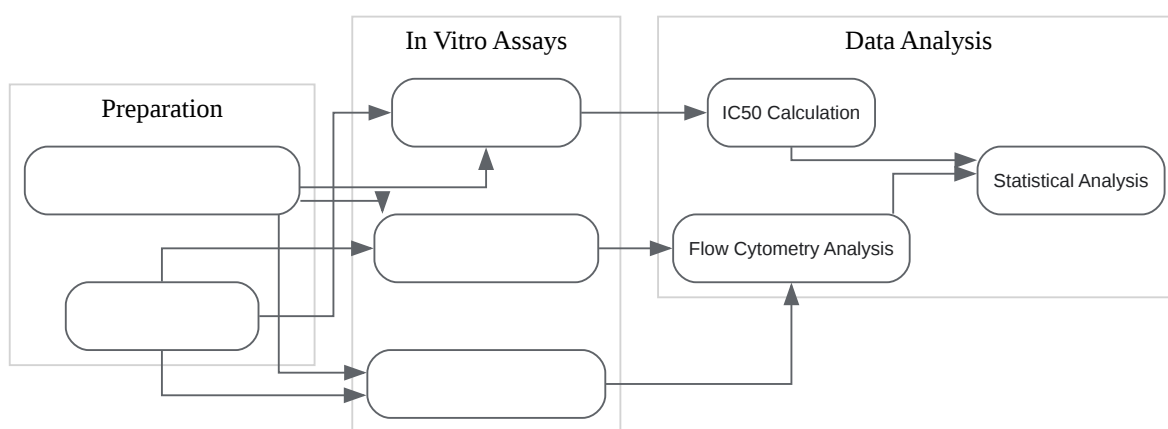 Preparation
In Vitro Assays
Data Analysis
IC50 Calculation
Statistical Analysis
Flow Cytometry Analysis